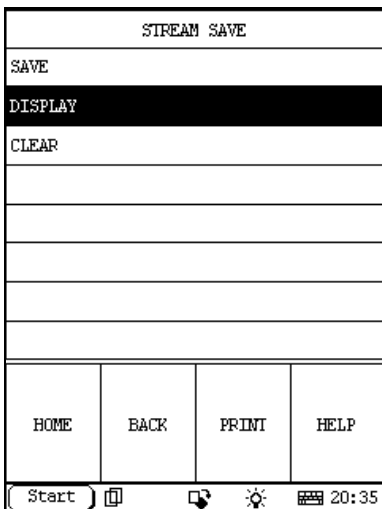 STREAM SAVE
SAVE
DISPLAY
CLEAR
HOME BACK PRINT HELP
Start 20:35